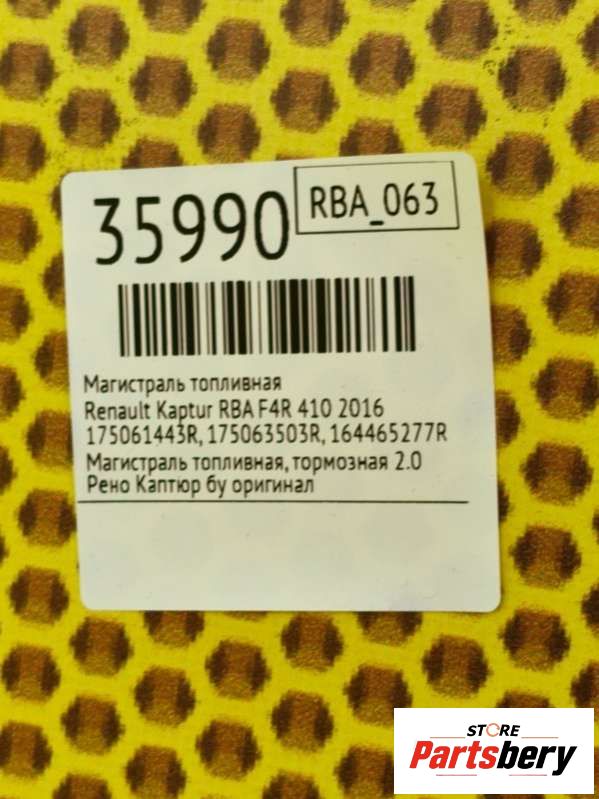 35990
RBA_063
Магистраль топливная
Renault Kaptur RBA F4R 410 2016
175061443R, 175063503R, 164465277R
Магистраль топливная, тормозная 2.0
Рено Каптюр бу оригинал
STORE
Partsbery